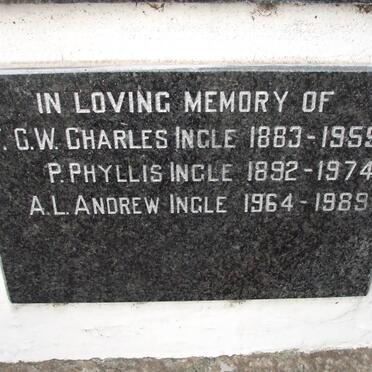 IN LOVING MEMORY OF
. C.W. CHARLES INGLE 1883-1959
P. PHYLLIS INGLE 1892-1974
A.L. ANDREW INGLE 1964-1989